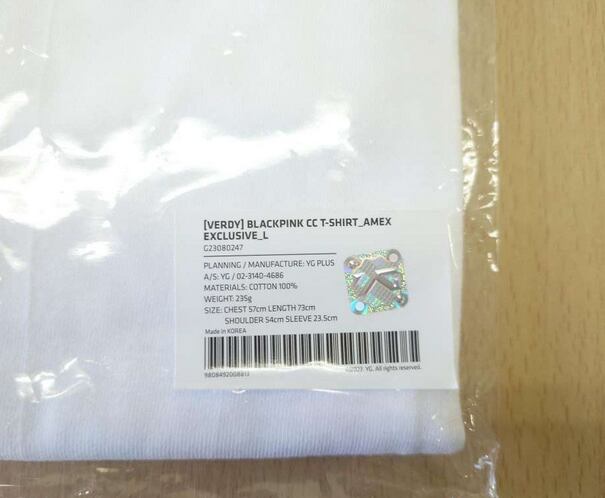 [VERDY] BLACKPINK CC T-SHIRT_AMEX
EXCLUSIVE_L
G23080247
PLANNING / MANUFACTURE: YG PLUS
A/S: YG / 02-3140-4686
MATERIALS: COTTON 100%
WEIGHT: 235g
SIZE: CHEST 57cm LENGTH 73cm
SHOULDER 54cm SLEEVE 23.5cm
Made in KOREA
©2023. YG. All rights reserved.